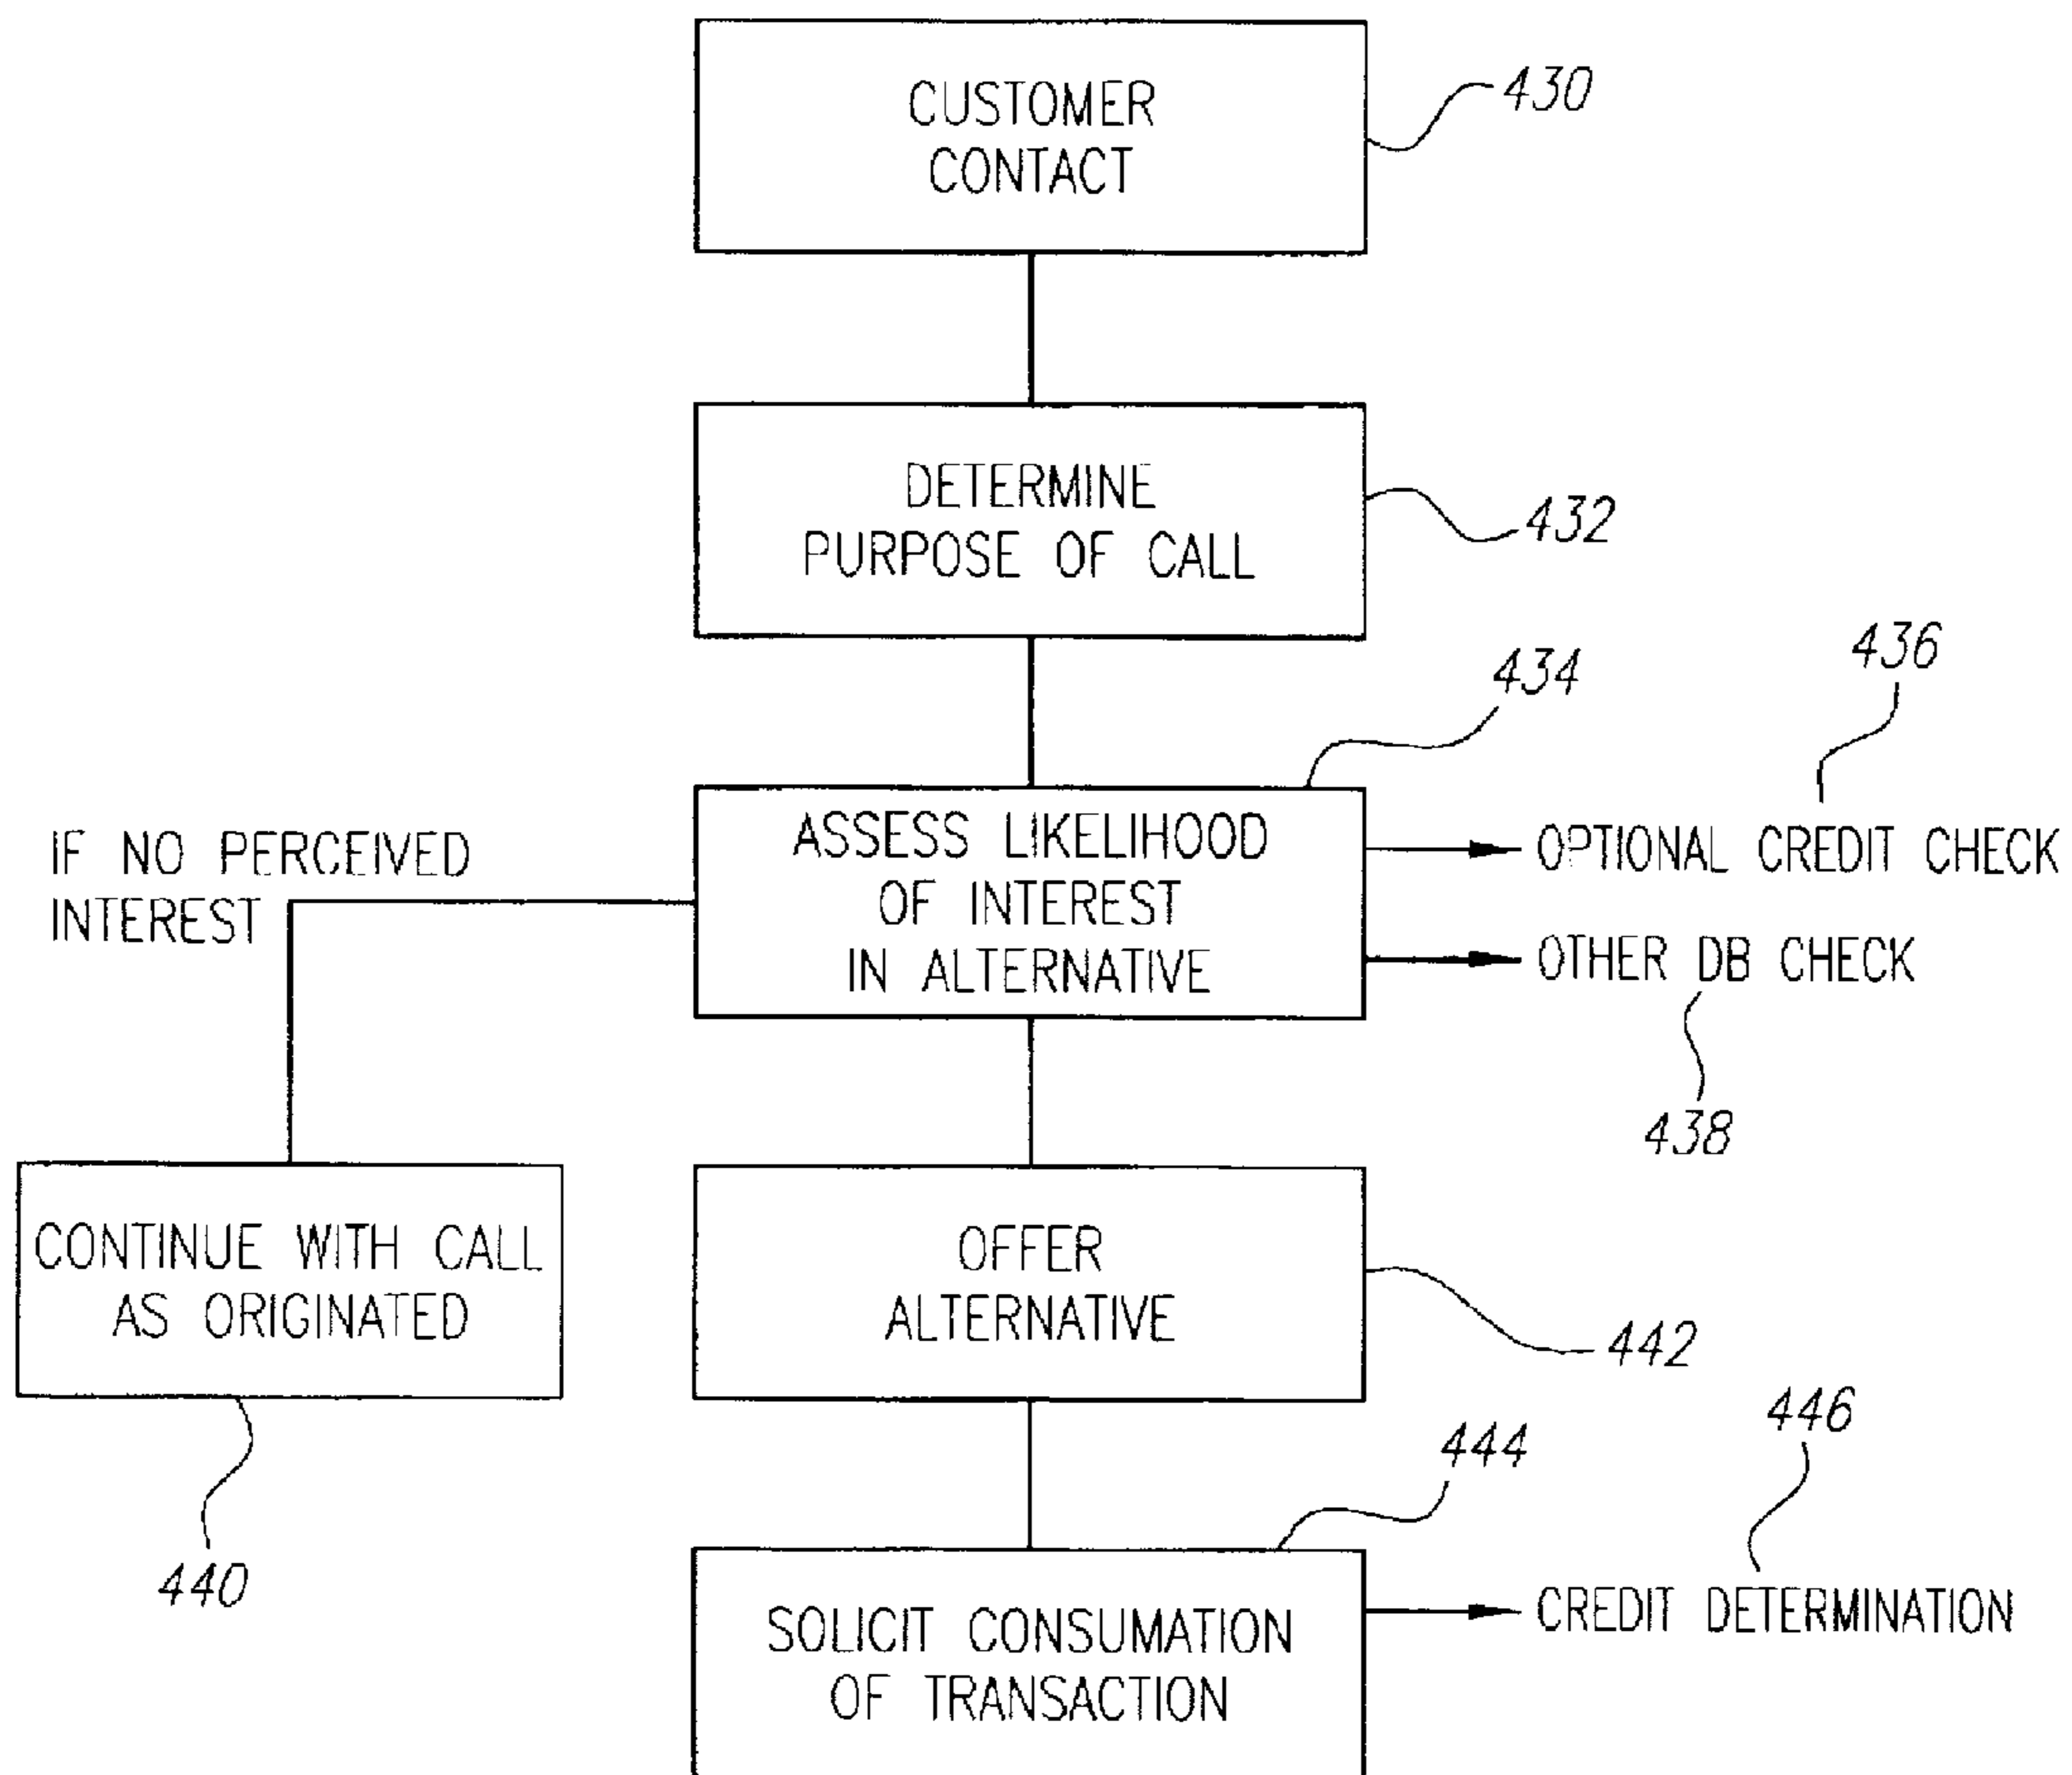 CUSTOMER
CONTACT
430
DETERMINE
PURPOSE OF CALL
432
434
436
ASSESS LIKELIHOOD
OF INTEREST
IN ALTERNATIVE
OPTIONAL CREDIT CHECK
OTHER DB CHECK
438
IF NO PERCEIVED
INTEREST
CONTINUE WITH CALL
AS ORIGINATED
440
OFFER
ALTERNATIVE
442
444
446
SOLICIT CONSUMATION
OF TRANSACTION
CREDIT DETERMINATION